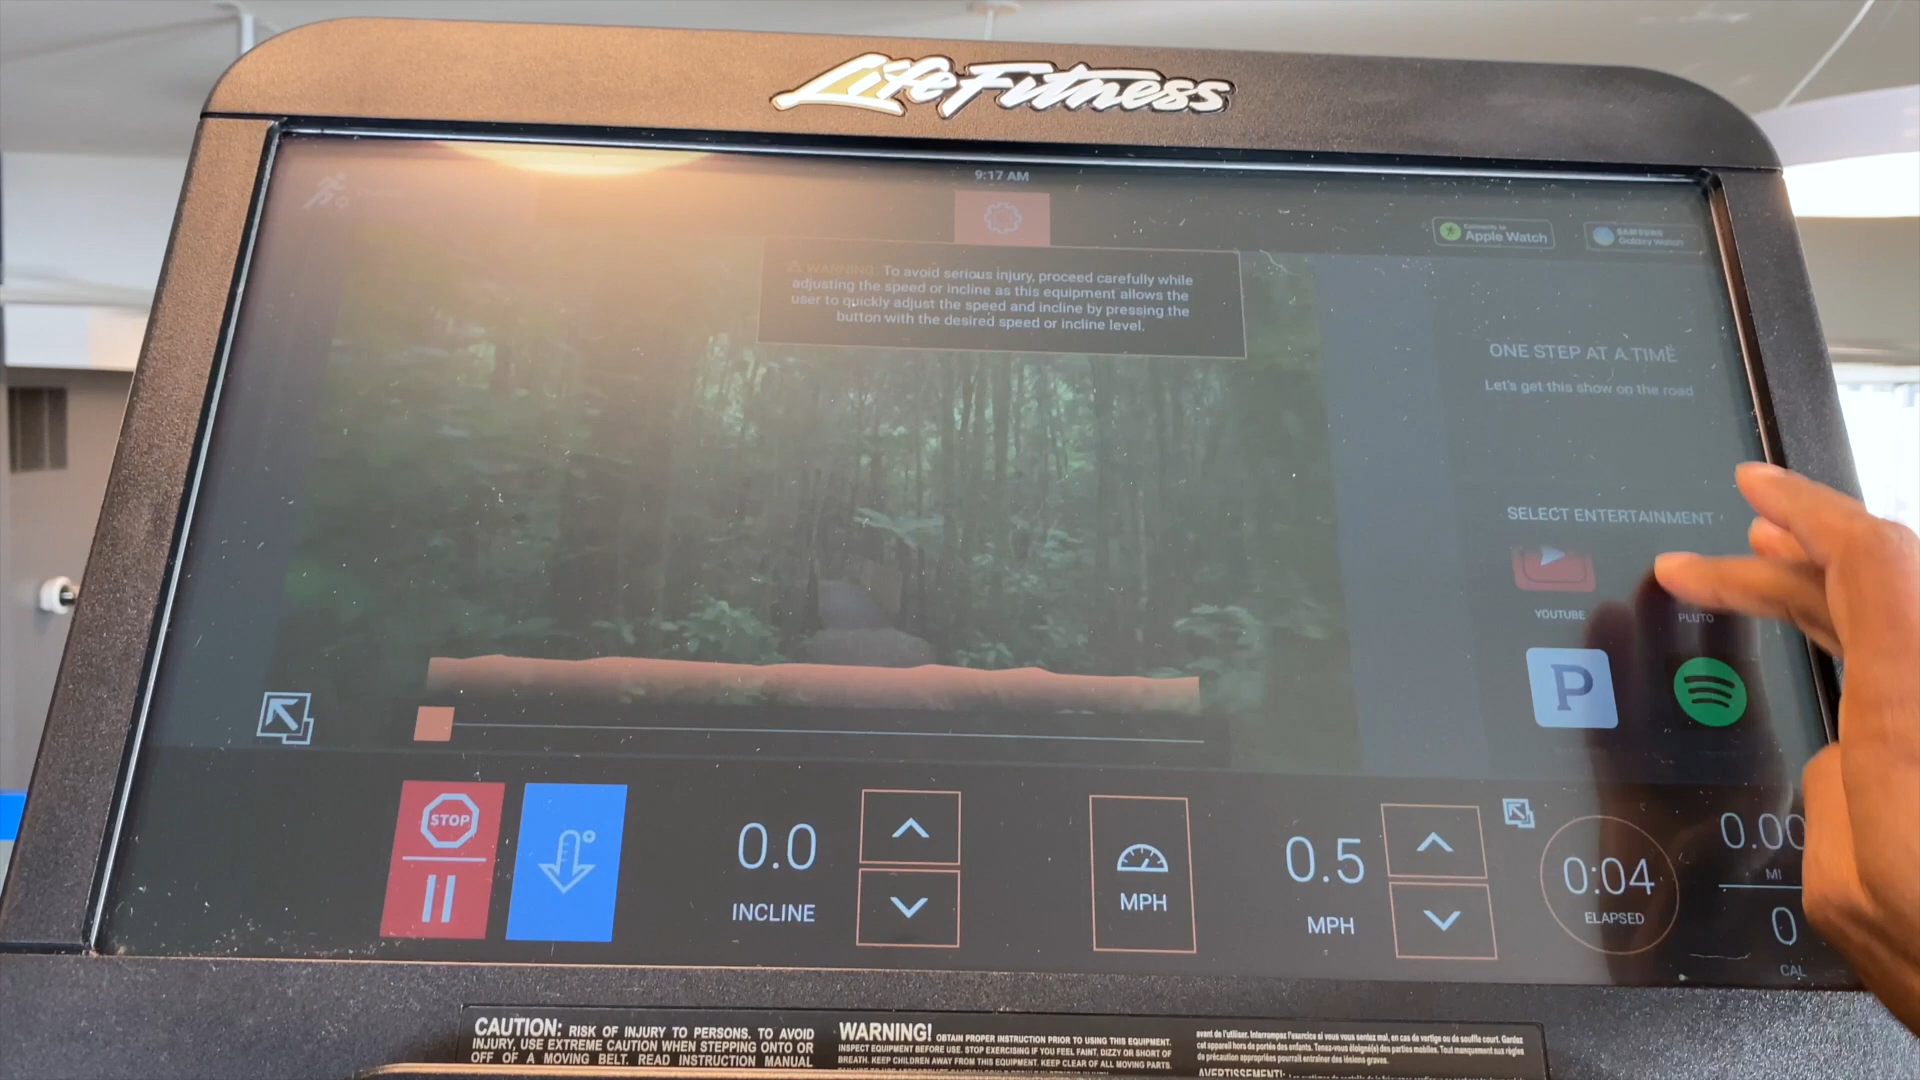 LifeFitness
9:17 AM
Connects to
Apple Watch
SAMSUNG
Galaxy Watch
WARNING: To avoid serious injury, proceed carefully while
adjusting the speed or incline as this equipment allows the
user to quickly adjust the speed and incline by pressing the
button with the desired speed or incline level.
ONE STEP AT A TIME
Let's get this show on the road
SELECT ENTERTAINMENT
YOUTUBE
PLUTO
P
STOP
0.0
INCLINE
MPH
0.5
MPH
0:04
ELAPSED
0.00
MI
0
CAL
CAUTION: RISK OF INJURY TO PERSONS. TO AVOID
INJURY, USE EXTREME CAUTION WHEN STEPPING ONTO OR
OFF OF A MOVING BELT. READ INSTRUCTION MANUAL
WARNING! OBTAIN PROPER INSTRUCTION PRIOR TO USING THIS EQUIPMENT.
INSPECT EQUIPMENT BEFORE USE. STOP EXERCISING IF YOU FEEL FAINT, DIZZY OR SHORT OF
BREATH. KEEP CHILDREN AWAY FROM THIS EQUIPMENT. KEEP CLEAR OF ALL MOVING PARTS.
avant de l'utiliser. Interrompez l'exercice si vous vous sentez mal, en cas de vertige ou de souffle court. Gardez
cet appareil hors de portée des enfants. Tenez-vous éloigné(e) des parties mobiles. Tout manquement aux règles
de précaution appropriées pourrait entraîner des lésions graves.
AVERTISSEMENT: